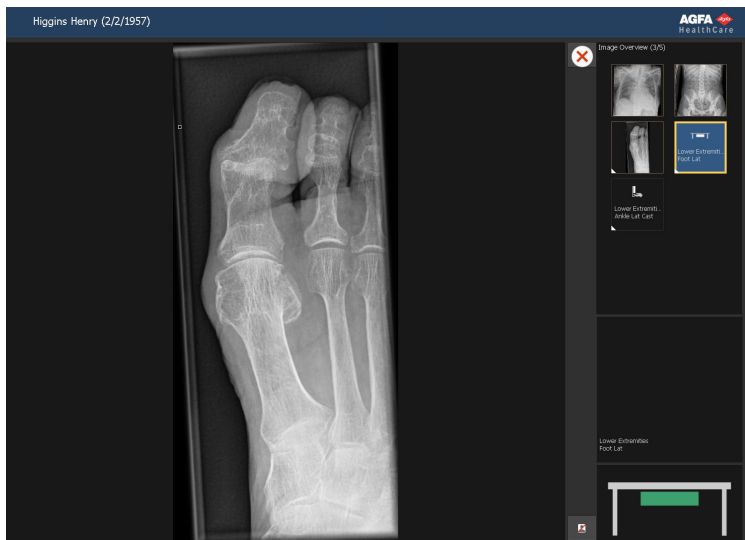 Higgins Henry (2/2/1957)
AGFA
HealthCare
Image Overview (3/5)
Lower Extremiti...
Foot Lat
Lower Extremiti...
Ankle Lat Cast
Lower Extremities
Foot Lat